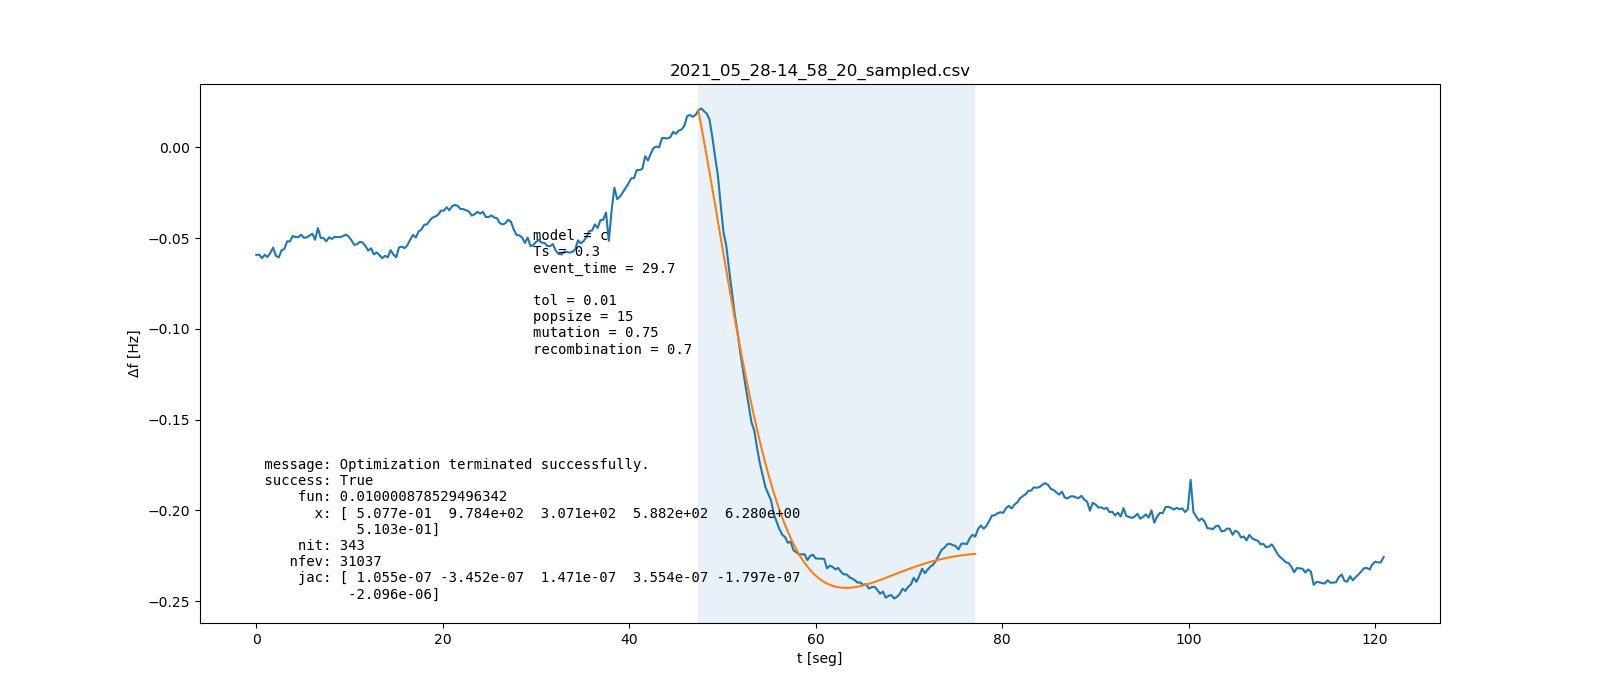 2021_05_28-14_58_20_sampled.csv
Δf [Hz]
0.00
−0.05
−0.10
−0.15
−0.20
−0.25
model = c
Ts = 0.3
event_time = 29.7
tol = 0.01
popsize = 15
mutation = 0.75
recombination = 0.7
message: Optimization terminated successfully.
success: True
fun: 0.010000878529496342
x: [ 5.077e-01  9.784e+02  3.071e+02  5.882e+02  6.280e+00
5.103e-01]
nit: 343
nfev: 31037
jac: [ 1.055e-07 -3.452e-07  1.471e-07  3.554e-07 -1.797e-07
-2.096e-06]
0 20 40 60 80 100 120
t [seg]